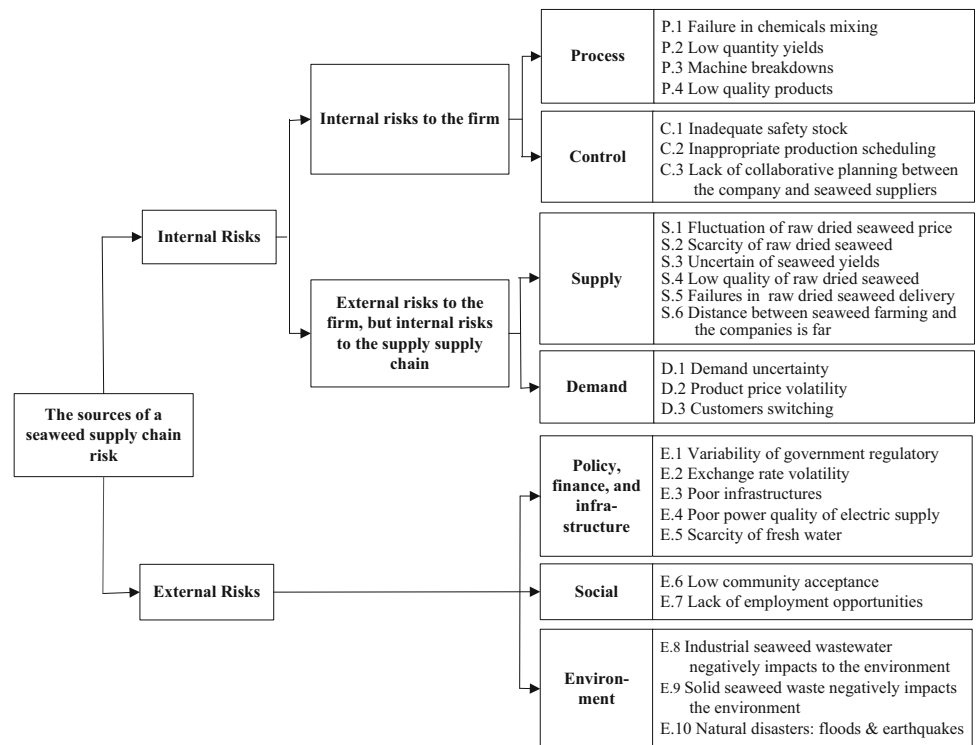 The sources of a
seaweed supply chain
risk
Internal Risks
External Risks
Internal risks to the firm
External risks to the
firm, but internal risks
to the supply supply
chain
Process
P.1 Failure in chemicals mixing
P.2 Low quantity yields
P.3 Machine breakdowns
P.4 Low quality products
Control
C.1 Inadequate safety stock
C.2 Inappropriate production scheduling
C.3 Lack of collaborative planning between
the company and seaweed suppliers
Supply
S.1 Fluctuation of raw dried seaweed price
S.2 Scarcity of raw dried seaweed
S.3 Uncertain of seaweed yields
S.4 Low quality of raw dried seaweed
S.5 Failures in raw dried seaweed delivery
S.6 Distance between seaweed farming and
the companies is far
Demand
D.1 Demand uncertainty
D.2 Product price volatility
D.3 Customers switching
Policy,
finance, and
infra-
structure
E.1 Variability of government regulatory
E.2 Exchange rate volatility
E.3 Poor infrastructures
E.4 Poor power quality of electric supply
E.5 Scarcity of fresh water
Social
E.6 Low community acceptance
E.7 Lack of employment opportunities
Environ-
ment
E.8 Industrial seaweed wastewater
negatively impacts to the environment
E.9 Solid seaweed waste negatively impacts
the environment
E.10 Natural disasters: floods & earthquakes